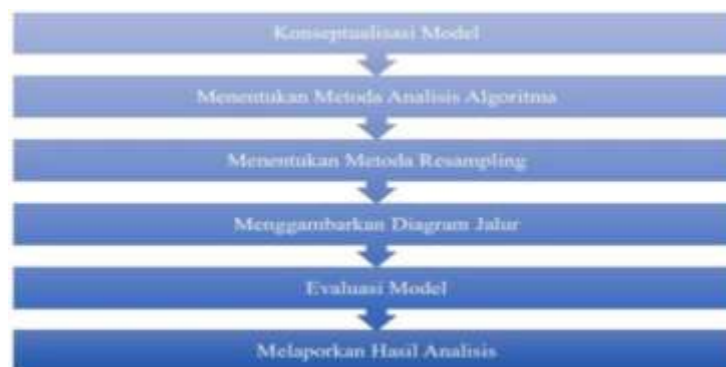 Konseptualisasi Model
Menentukan Metoda Analisis Algoritma
Menentukan Metoda Resampling
Menggambarkan Diagram Jalur
Evaluasi Model
Melaporkan Hasil Analisis